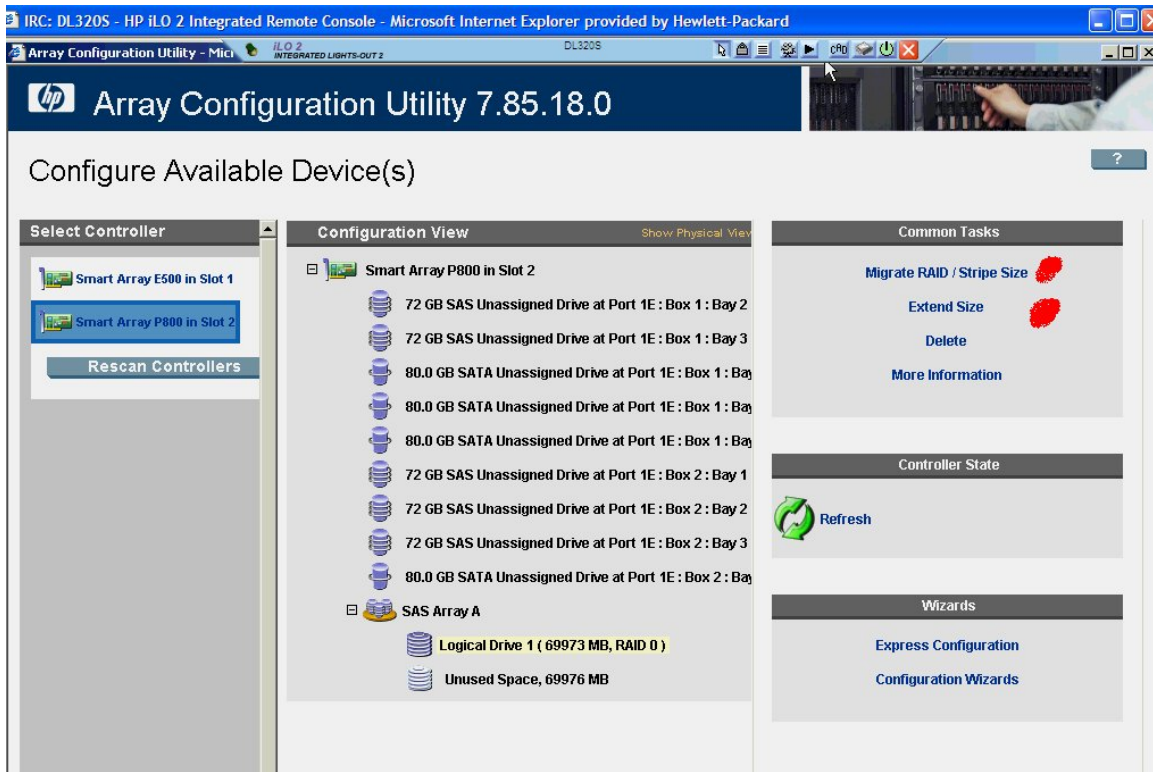 IRC: DL320S - HP iLO 2 Integrated Remote Console - Microsoft Internet Explorer provided by Hewlett-Packard
Array Configuration Utility - Mic
iLO 2
INTEGRATED LIGHTS-OUT 2
DL320S
CAD
hp
Array Configuration Utility 7.85.18.0
Configure Available Device(s)
?
Select Controller
Smart Array E500 in Slot 1
Smart Array P800 in Slot 2
Rescan Controllers
Configuration View
Show Physical View
Smart Array P800 in Slot 2
72 GB SAS Unassigned Drive at Port 1E : Box 1 : Bay 2
72 GB SAS Unassigned Drive at Port 1E : Box 1 : Bay 3
80.0 GB SATA Unassigned Drive at Port 1E : Box 1 : Bay
80.0 GB SATA Unassigned Drive at Port 1E : Box 1 : Bay
80.0 GB SATA Unassigned Drive at Port 1E : Box 1 : Bay
72 GB SAS Unassigned Drive at Port 1E : Box 2 : Bay 1
72 GB SAS Unassigned Drive at Port 1E : Box 2 : Bay 2
72 GB SAS Unassigned Drive at Port 1E : Box 2 : Bay 3
80.0 GB SATA Unassigned Drive at Port 1E : Box 2 : Bay
SAS Array A
Logical Drive 1 ( 69973 MB, RAID 0 )
Unused Space, 69976 MB
Common Tasks
Migrate RAID / Stripe Size
Extend Size
Delete
More Information
Controller State
Refresh
Wizards
Express Configuration
Configuration Wizards